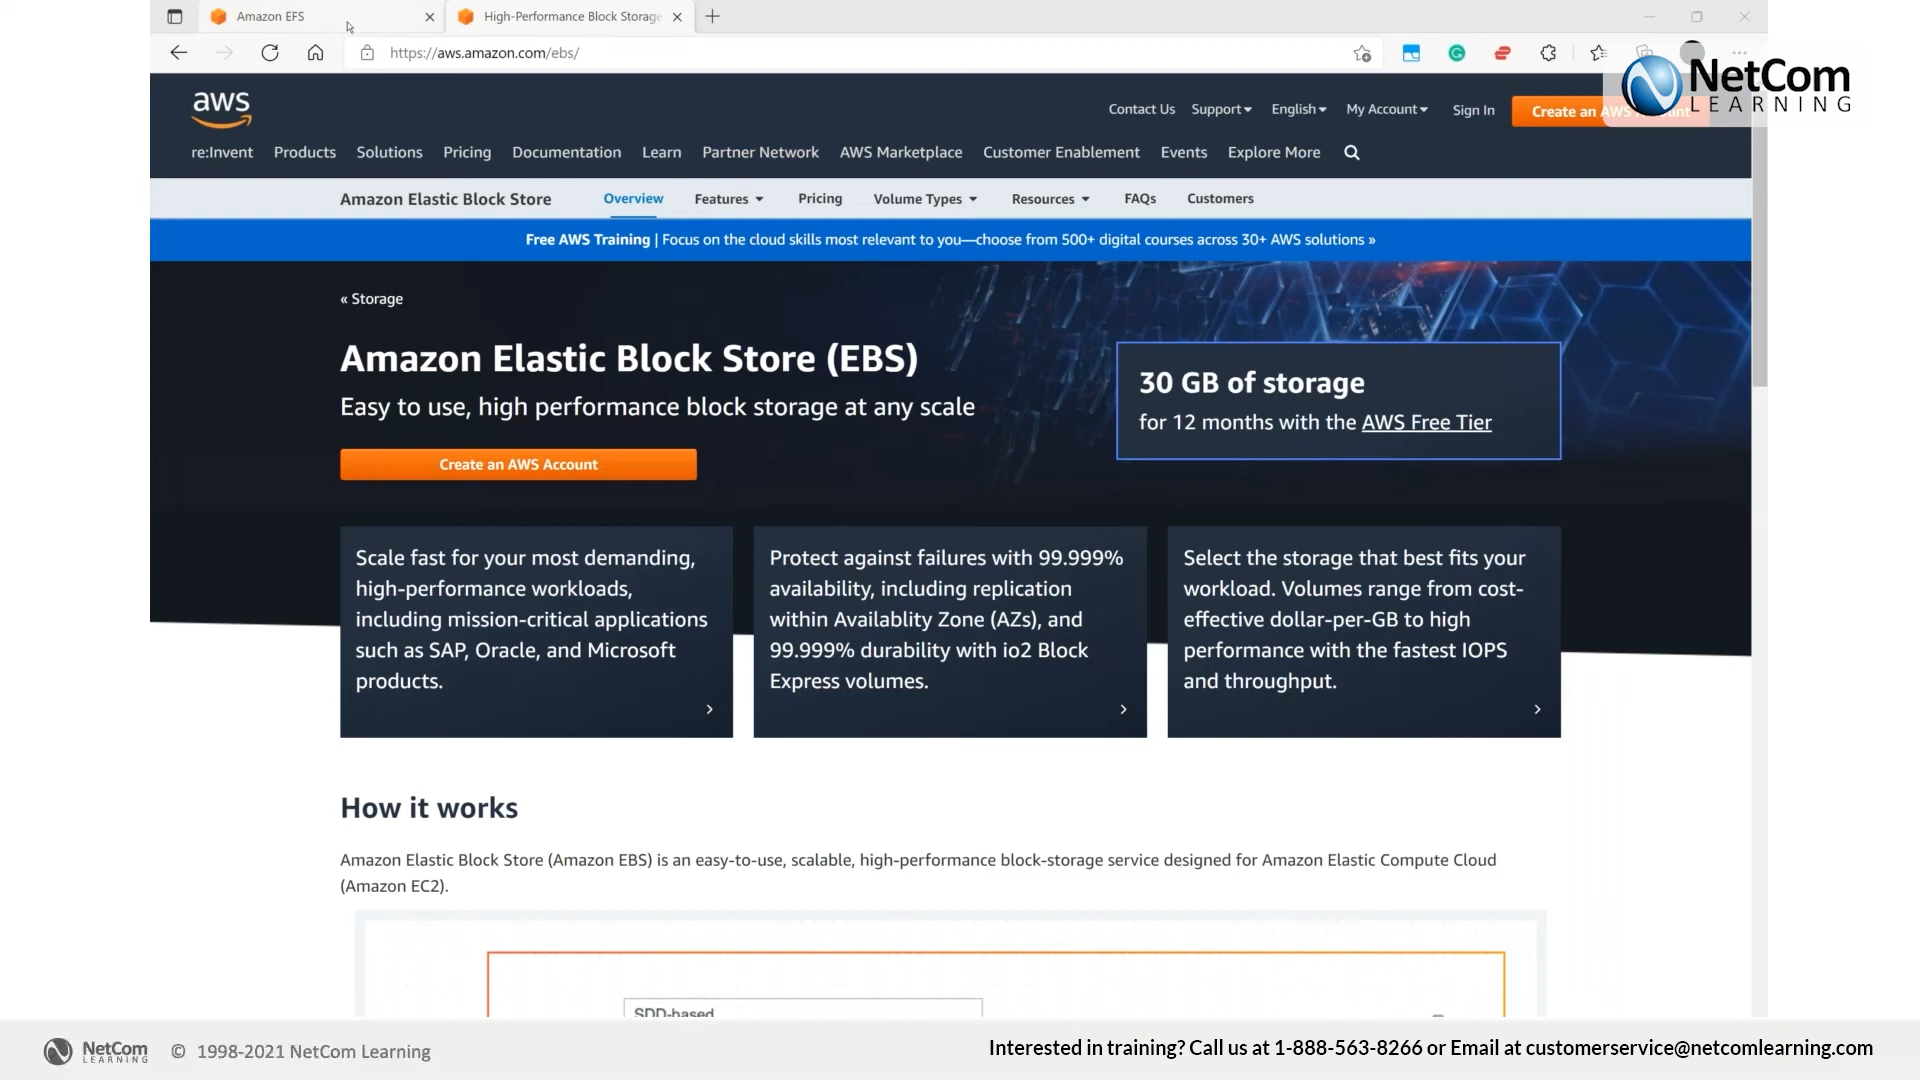 Amazon EFS
High-Performance Block Storage
https://aws.amazon.com/ebs/
NetCom
LEARNING
aws
Contact Us Support English My Account Sign In Create an AWS
re:Invent Products Solutions Pricing Documentation Learn Partner Network AWS Marketplace Customer Enablement Events Explore More
Amazon Elastic Block Store Overview Features Pricing Volume Types Resources FAQs Customers
Free AWS Training | Focus on the cloud skills most relevant to you—choose from 500+ digital courses across 30+ AWS solutions »
« Storage
Amazon Elastic Block Store (EBS)
Easy to use, high performance block storage at any scale
Create an AWS Account
30 GB of storage
for 12 months with the AWS Free Tier
Scale fast for your most demanding,
high-performance workloads,
including mission-critical applications
such as SAP, Oracle, and Microsoft
products.
Protect against failures with 99.999%
availability, including replication
within Availablity Zone (AZs), and
99.999% durability with io2 Block
Express volumes.
Select the storage that best fits your
workload. Volumes range from cost-
effective dollar-per-GB to high
performance with the fastest IOPS
and throughput.
How it works
Amazon Elastic Block Store (Amazon EBS) is an easy-to-use, scalable, high-performance block-storage service designed for Amazon Elastic Compute Cloud
(Amazon EC2).
SDD-based
NetCom
LEARNING
© 1998-2021 NetCom Learning
Interested in training? Call us at 1-888-563-8266 or Email at customerservice@netcomlearning.com